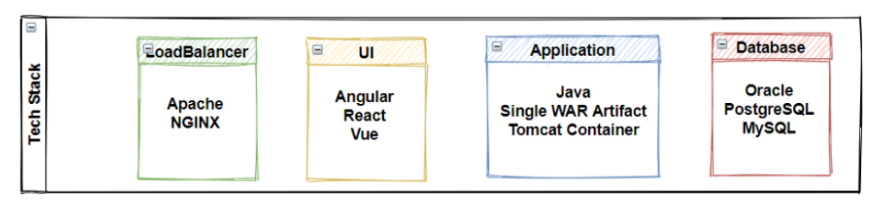 Tech Stack
LoadBalancer
Apache
NGINX
UI
Angular
React
Vue
Application
Java
Single WAR Artifact
Tomcat Container
Database
Oracle
PostgreSQL
MySQL